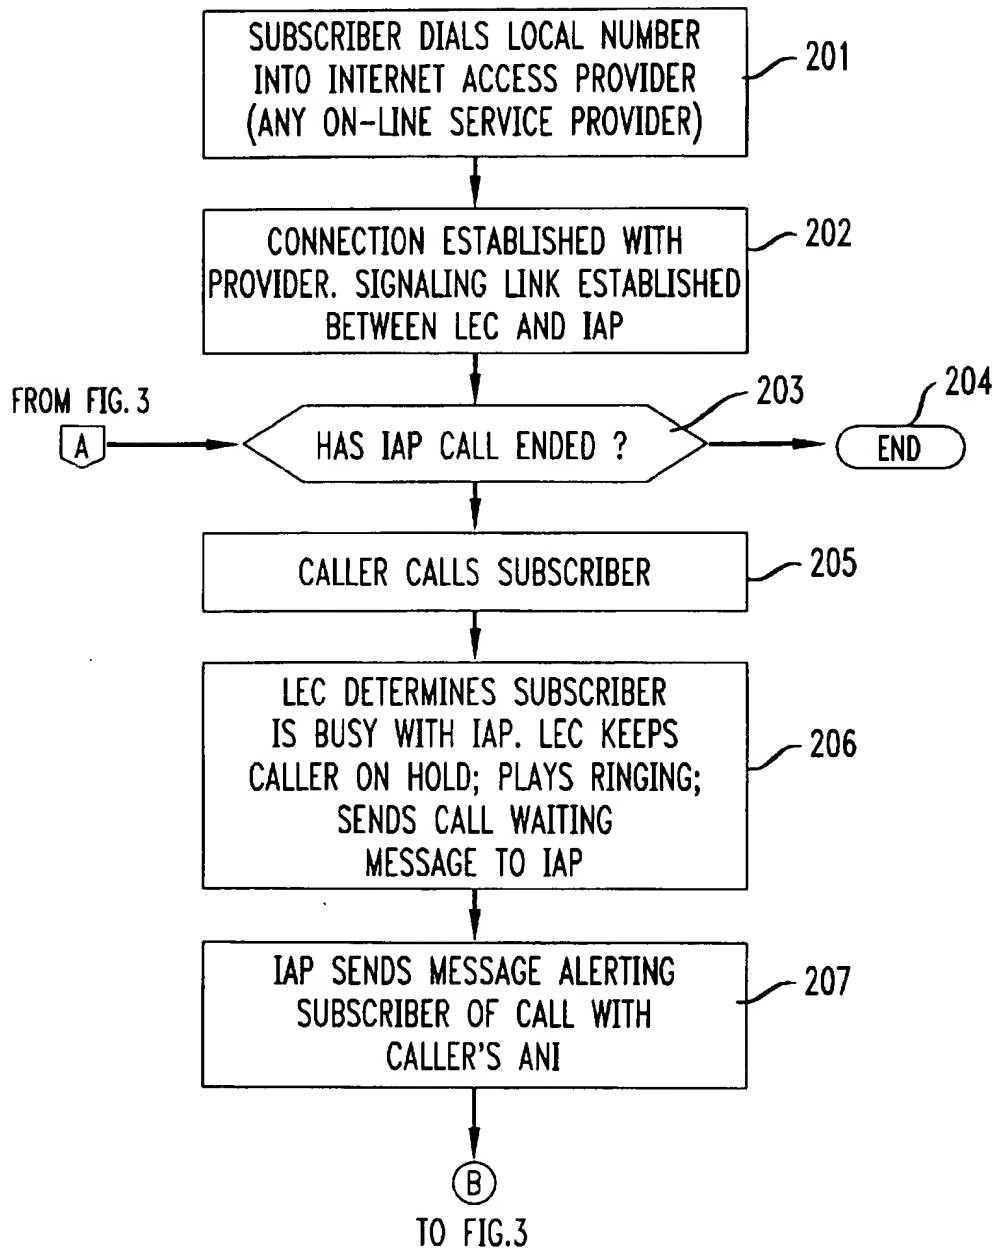 SUBSCRIBER DIALS LOCAL NUMBER
INTO INTERNET ACCESS PROVIDER
(ANY ON-LINE SERVICE PROVIDER)
201
CONNECTION ESTABLISHED WITH
PROVIDER. SIGNALING LINK ESTABLISHED
BETWEEN LEC AND IAP
202
FROM FIG. 3
A
HAS IAP CALL ENDED ?
203
END
204
CALLER CALLS SUBSCRIBER
205
LEC DETERMINES SUBSCRIBER
IS BUSY WITH IAP. LEC KEEPS
CALLER ON HOLD; PLAYS RINGING;
SENDS CALL WAITING
MESSAGE TO IAP
206
IAP SENDS MESSAGE ALERTING
SUBSCRIBER OF CALL WITH
CALLER'S ANI
207
B
TO FIG.3